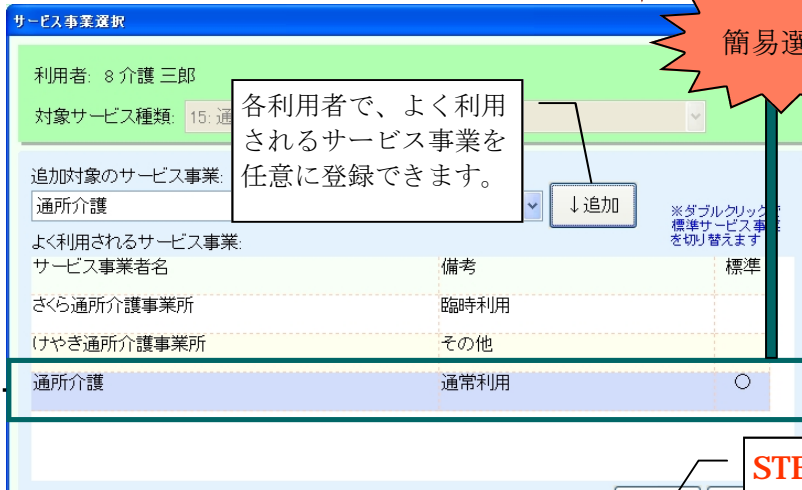 サービス事業選択
簡易選
利用者: 8 介護 三郎
対象サービス種類: 15: 通
各利用者で、よく利用
されるサービス事業を
任意に登録できます。
追加対象のサービス事業:
通所介護
↓追加
※ダブルクリックで
標準サービス事業
を切り替えます
よく利用されるサービス事業:
サービス事業者名 備考 標準
さくら通所介護事業所 臨時利用
けやき通所介護事業所 その他
通所介護 通常利用 ○
STE